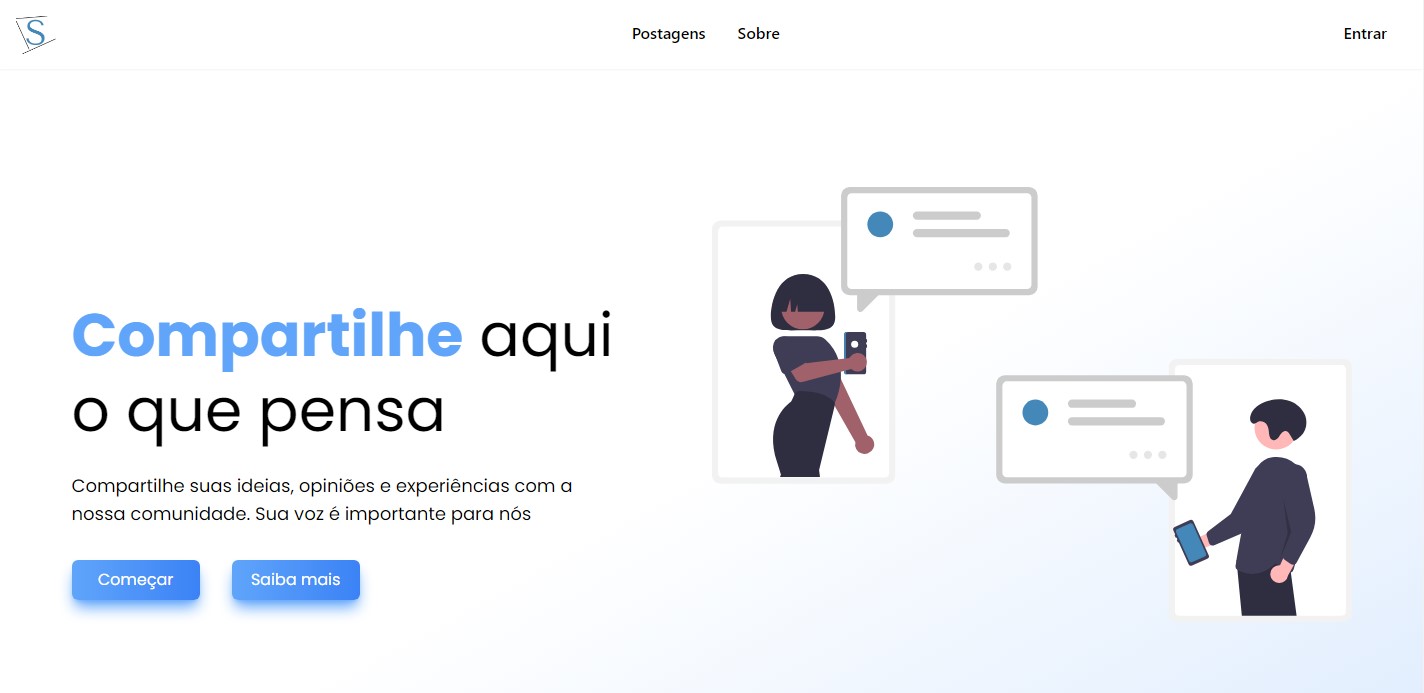 S
Postagens
Sobre
Entrar
Compartilhe aqui
o que pensa
Compartilhe suas ideias, opiniões e experiências com a
nossa comunidade. Sua voz é importante para nós
Começar
Saiba mais